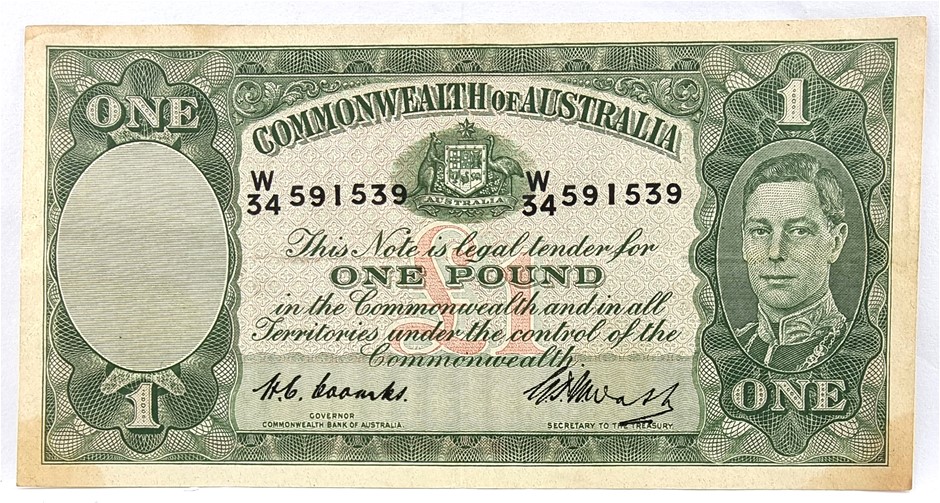 ONE
1
COMMONWEALTH OF AUSTRALIA
AUSTRALIA
W/34 591539 W/34 591539
This Note is legal tender for
£1
ONE POUND
in the Commonwealth and in all
Territories under the control of the
Commonwealth.
H.C. Coombs.
GOVERNOR
COMMONWEALTH BANK OF AUSTRALIA.
SECRETARY TO THE TREASURY.
1
ONE